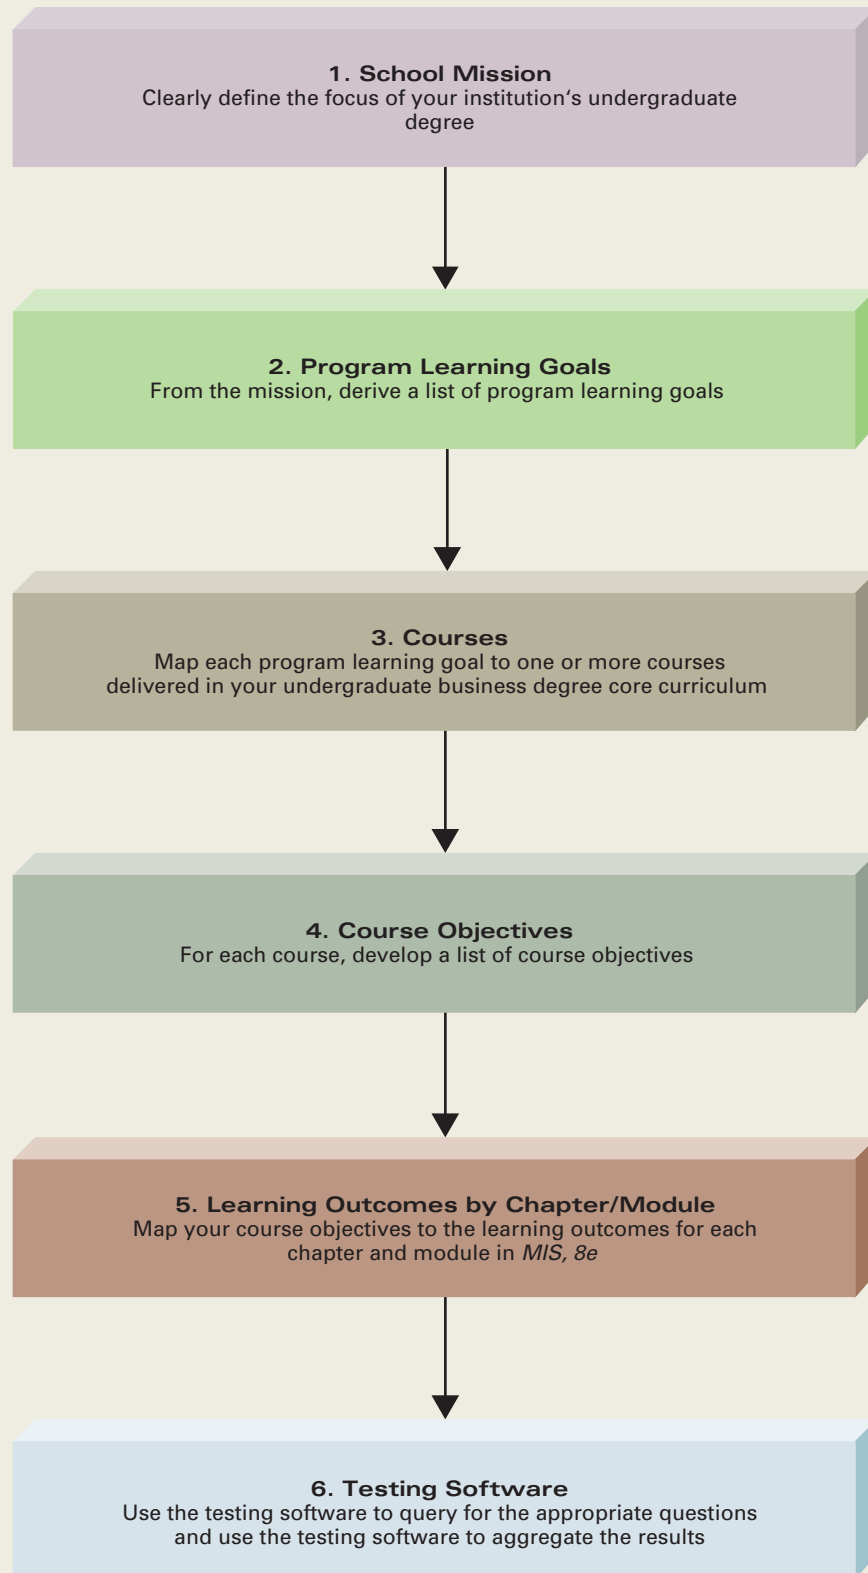 1. School Mission
Clearly define the focus of your institution‘s undergraduate
degree
2. Program Learning Goals
From the mission, derive a list of program learning goals
3. Courses
Map each program learning goal to one or more courses
delivered in your undergraduate business degree core curriculum
4. Course Objectives
For each course, develop a list of course objectives
5. Learning Outcomes by Chapter/Module
Map your course objectives to the learning outcomes for each
chapter and module in MIS, 8e
6. Testing Software
Use the testing software to query for the appropriate questions
and use the testing software to aggregate the results